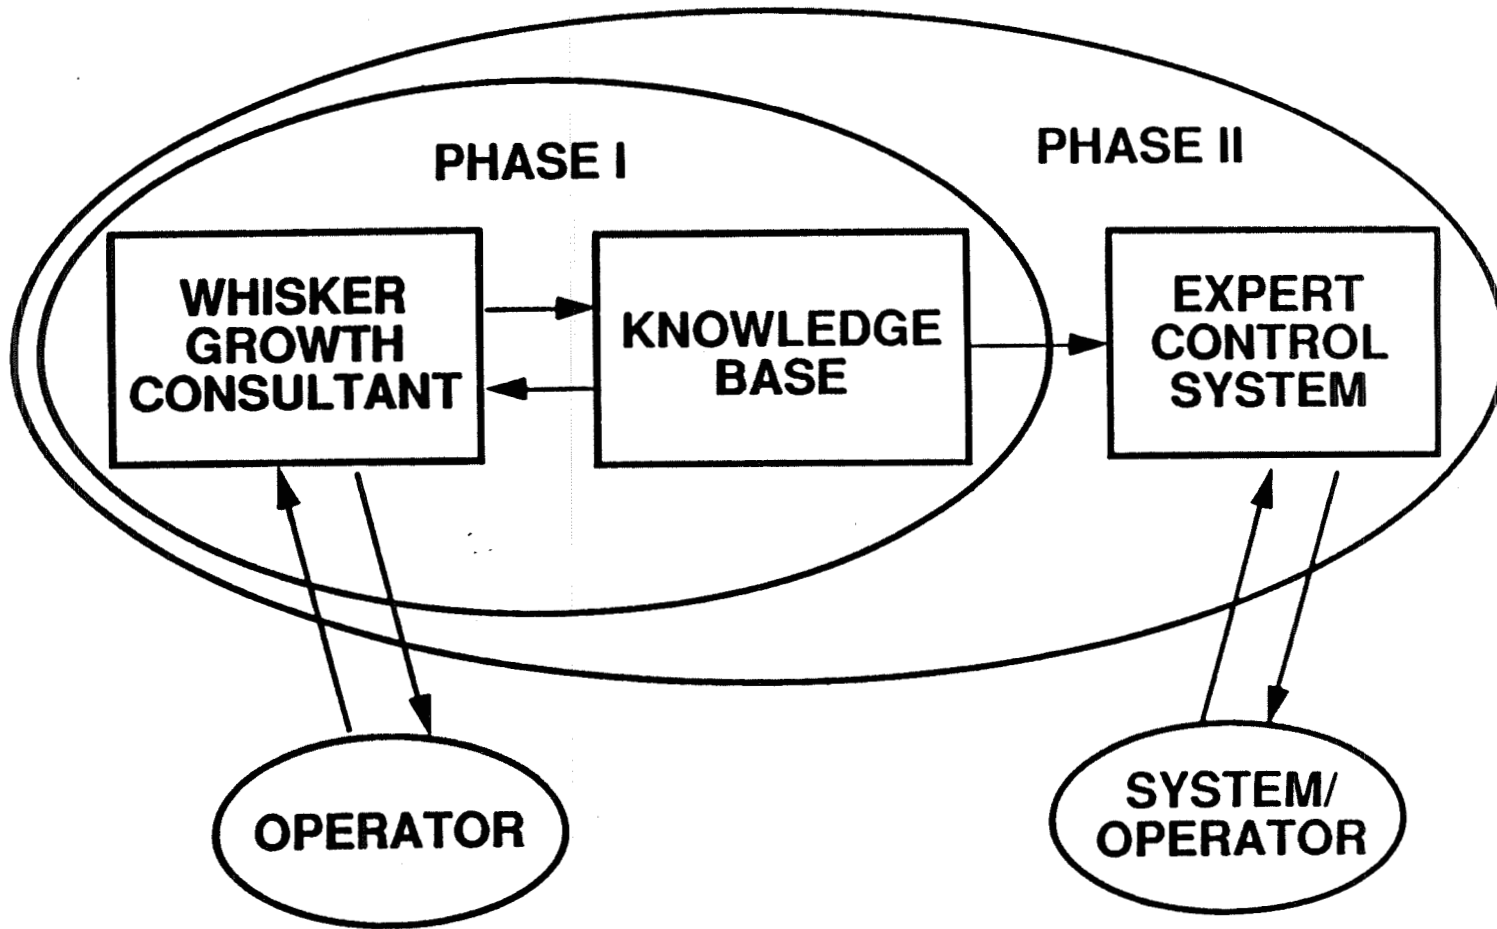 PHASE I
PHASE II
WHISKER
GROWTH
CONSULTANT
KNOWLEDGE
BASE
EXPERT
CONTROL
SYSTEM
OPERATOR
SYSTEM/
OPERATOR